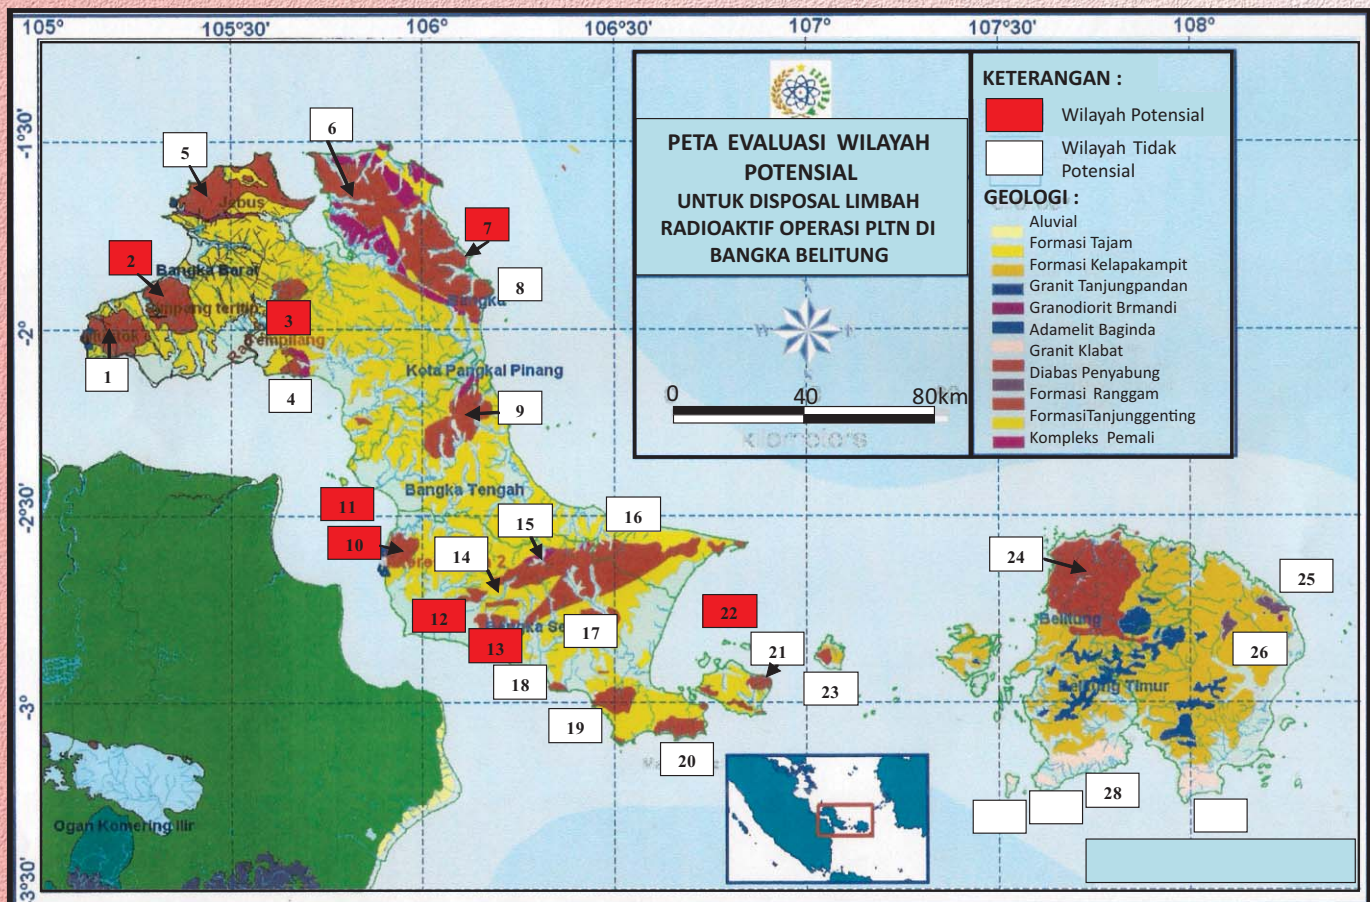 105°
105°30'
106°
106°30'
107°
107°30'
108°
-1°30'
-2°
-2°30'
-3°
3°30'
PETA EVALUASI WILAYAH
POTENSIAL
UNTUK DISPOSAL LIMBAH
RADIOAKTIF OPERASI PLTN DI
BANGKA BELITUNG
0 40 80km
kilometers
KETERANGAN :
Wilayah Potensial
Wilayah Tidak
Potensial
GEOLOGI :
Aluvial
Formasi Tajam
Formasi Kelapakampit
Granit Tanjungpandan
Granodiorit Brmandi
Adamelit Baginda
Granit Klabat
Diabas Penyabung
Formasi Ranggam
FormasiTanjunggenting
Kompleks Pemali
5
6
Jebus
7
2
Bangka Barat
8
Simpang teritip
Bangka
3
Tempilang
1
4
Kota Pangkal Pinang
9
Bangka Tengah
11
15
16
10
14
24
25
12
22
Belitung
13
17
21
26
18
23
Belitung Timur
19
20
28
Ogan Komering Ilir